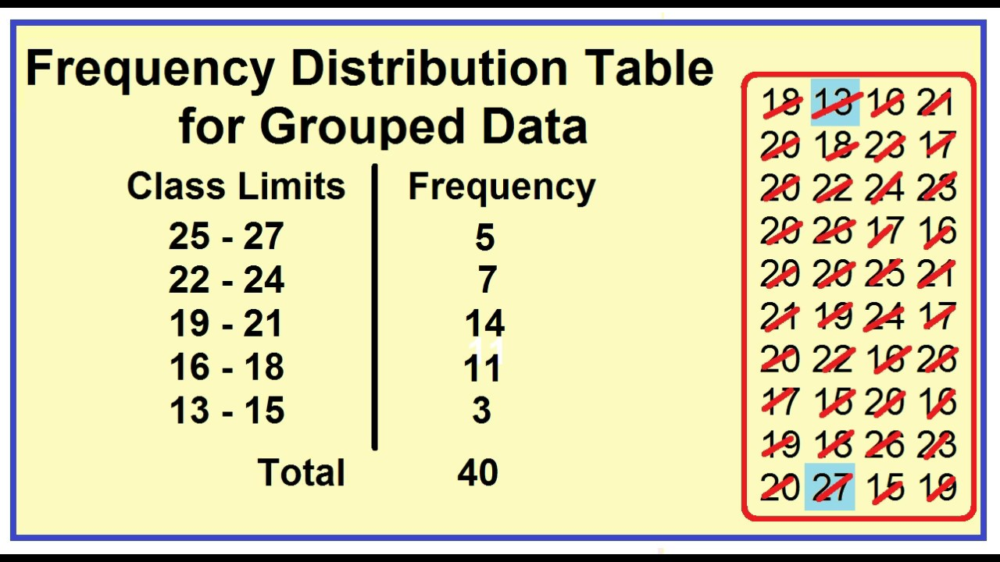 Frequency Distribution Table
for Grouped Data
Class Limits Frequency
25 - 27 5
22 - 24 7
19 - 21 14
11
16 - 18 11
13 - 15 3
Total 40
18 13 16 21
20 18 23 17
20 22 24 23
20 26 17 16
20 20 25 21
21 19 24 17
20 22 16 26
17 15 20 16
19 18 26 23
20 27 15 19